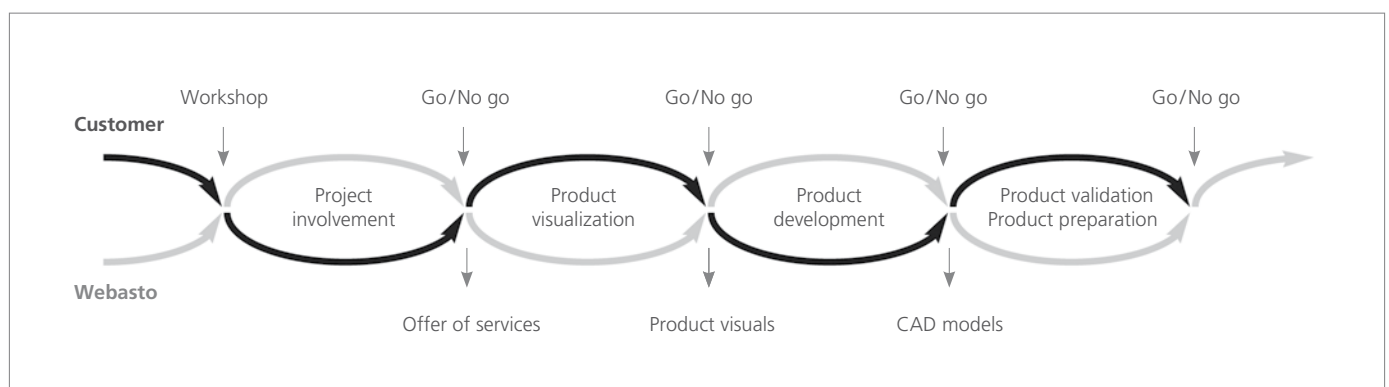 Workshop
Go/No go
Go/No go
Go/No go
Go/No go
Customer
Project
involvement
Product
visualization
Product
development
Product validation
Product preparation
Webasto
Offer of services
Product visuals
CAD models